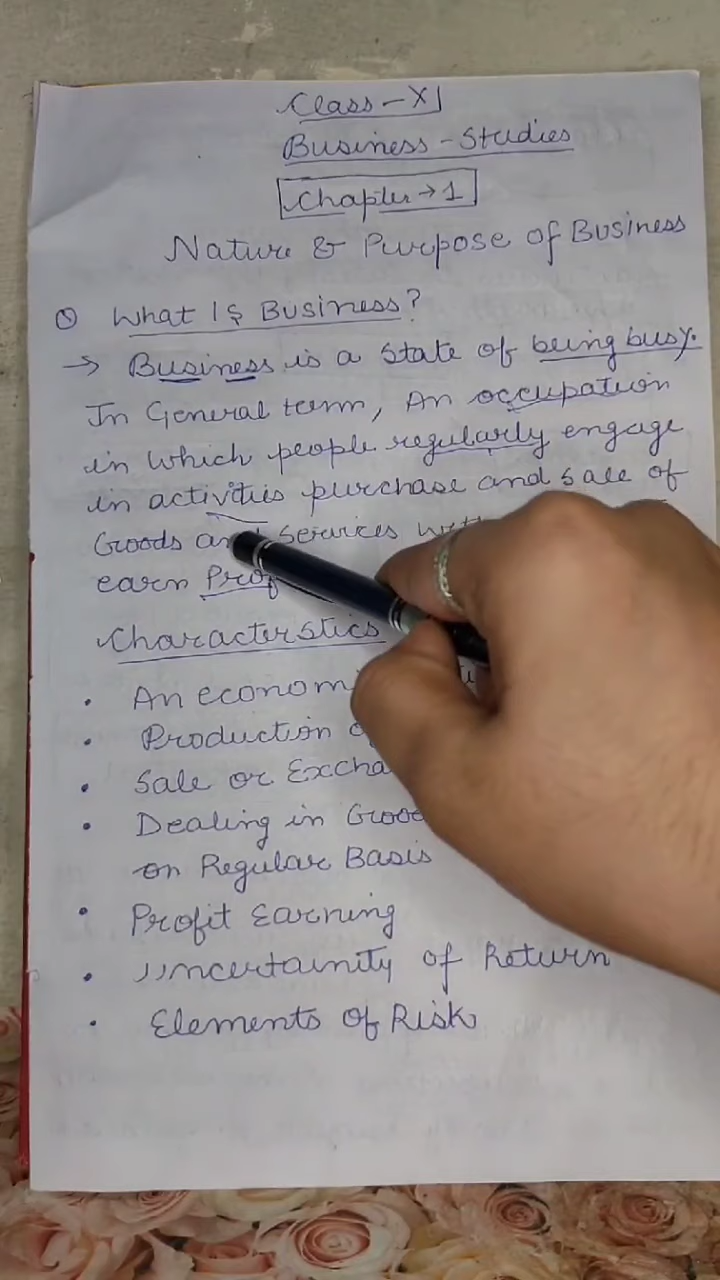 Class - XI
Business - Studies
Chapter → 1
Nature & Purpose of Business
What Is Business?
→ Business is a State of being busy.
In General term, An occupation
in which people regularly engage
in activities purchase and sale of
Goods and Services
earn
Characterstics
• An
• Production
• Sale or
• Dealing in
on Regular Basis
• Profit Earning
• Uncertainity of Return
• Elements of Risk